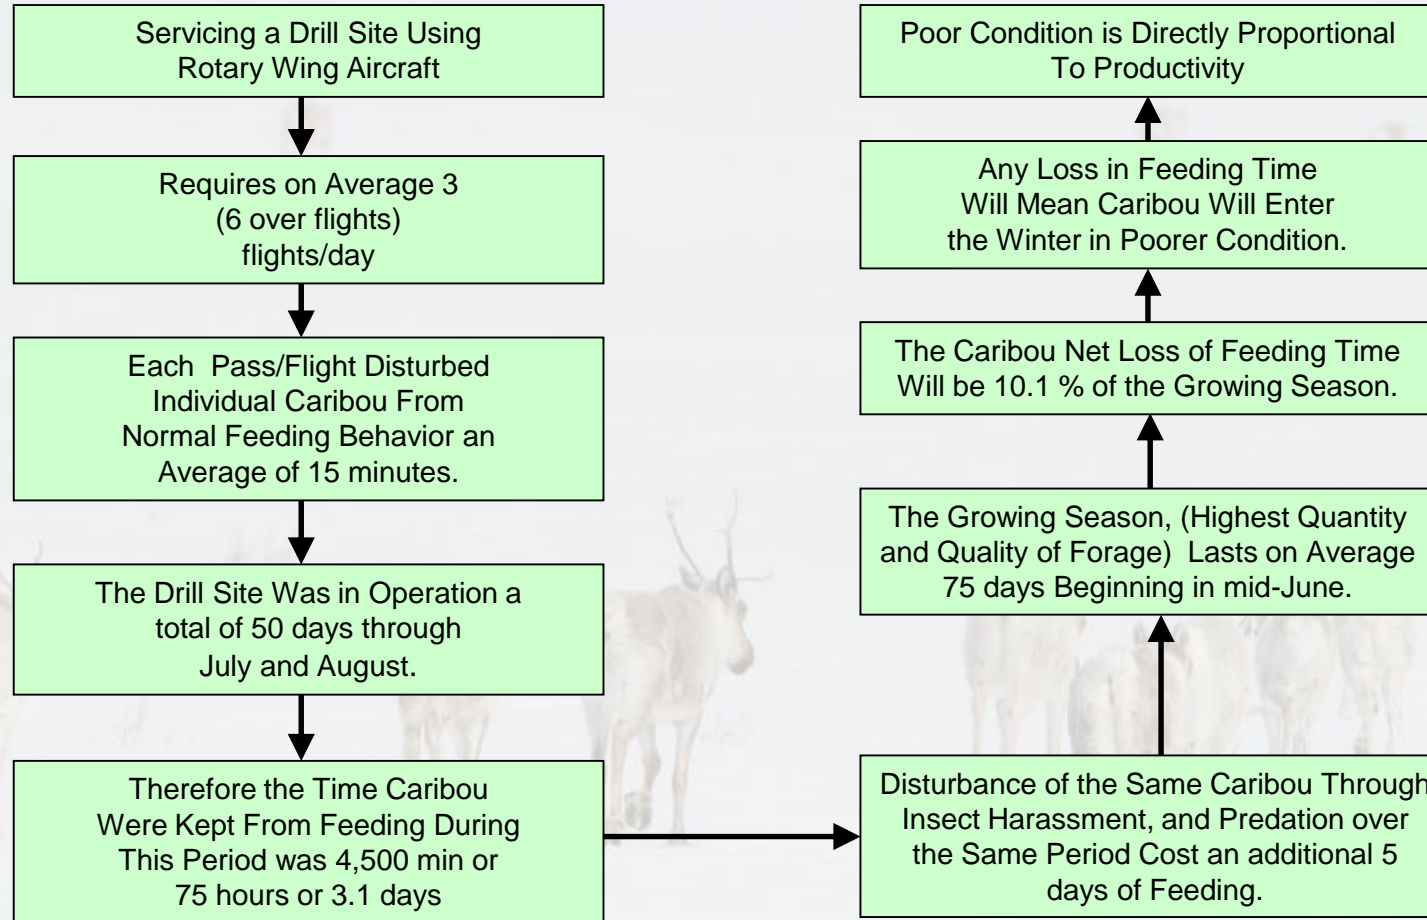 Servicing a Drill Site Using
Rotary Wing Aircraft
Requires on Average 3
(6 over flights)
flights/day
Each Pass/Flight Disturbed
Individual Caribou From
Normal Feeding Behavior an
Average of 15 minutes.
The Drill Site Was in Operation a
total of 50 days through
July and August.
Therefore the Time Caribou
Were Kept From Feeding During
This Period was 4,500 min or
75 hours or 3.1 days
Disturbance of the Same Caribou Through
Insect Harassment, and Predation over
the Same Period Cost an additional 5
days of Feeding.
The Growing Season, (Highest Quantity
and Quality of Forage) Lasts on Average
75 days Beginning in mid-June.
The Caribou Net Loss of Feeding Time
Will be 10.1 % of the Growing Season.
Any Loss in Feeding Time
Will Mean Caribou Will Enter
the Winter in Poorer Condition.
Poor Condition is Directly Proportional
To Productivity